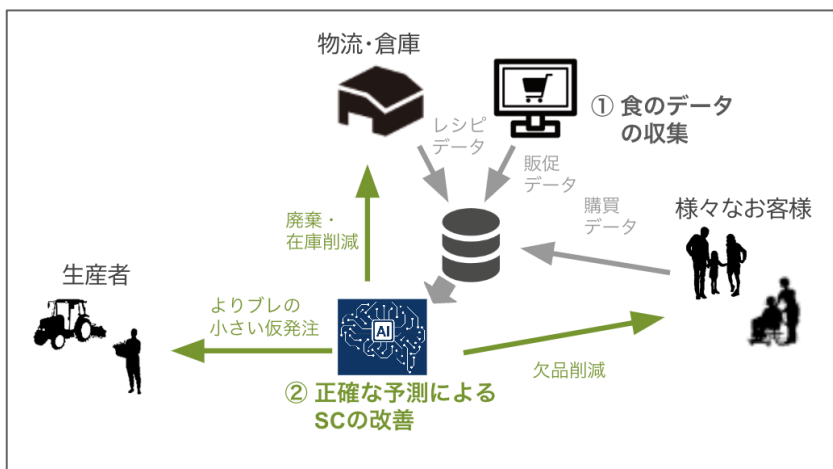 物流・倉庫
① 食のデータ
の収集
レシピ
データ
販促
データ
購買
データ
様々なお客様
廃棄・
在庫削減
生産者
よりブレの
小さい仮発注
AI
欠品削減
② 正確な予測による
SCの改善